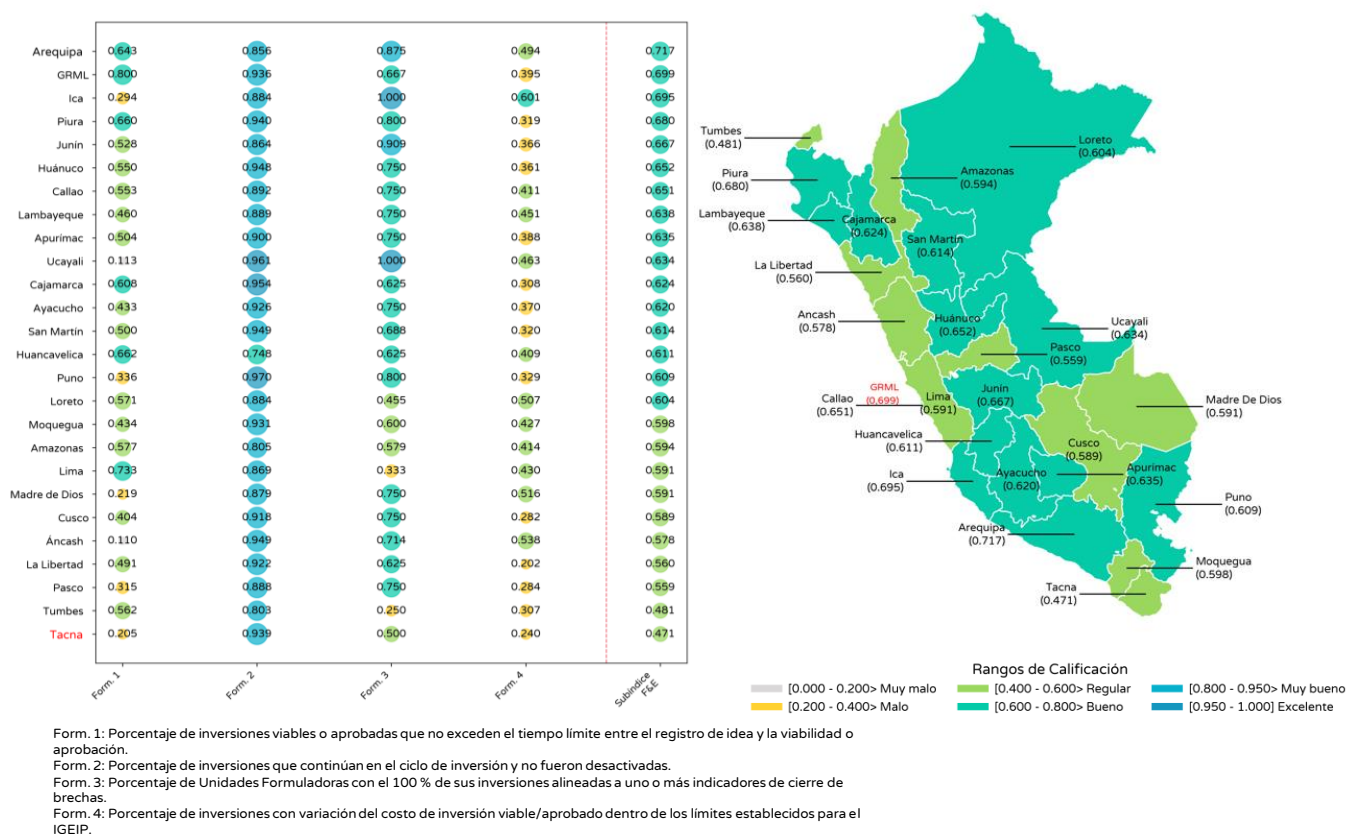 Arequipa 0.643 0.856 0.875 0.494 0.717
GRML 0.800 0.936 0.667 0.395 0.699
Ica 0.294 0.884 1.000 0.601 0.695
Piura 0.660 0.940 0.800 0.319 0.680
Junín 0.528 0.864 0.909 0.366 0.667
Huánuco 0.550 0.948 0.750 0.361 0.652
Callao 0.553 0.892 0.750 0.411 0.651
Lambayeque 0.460 0.889 0.750 0.451 0.638
Apurímac 0.504 0.900 0.750 0.388 0.635
Ucayali 0.113 0.961 1.000 0.463 0.634
Cajamarca 0.608 0.954 0.625 0.308 0.624
Ayacucho 0.433 0.926 0.750 0.370 0.620
San Martín 0.500 0.949 0.688 0.320 0.614
Huancavelica 0.662 0.748 0.625 0.409 0.611
Puno 0.336 0.970 0.800 0.329 0.609
Loreto 0.571 0.884 0.455 0.507 0.604
Moquegua 0.434 0.931 0.600 0.427 0.598
Amazonas 0.577 0.805 0.579 0.414 0.594
Lima 0.733 0.869 0.333 0.430 0.591
Madre de Dios 0.219 0.879 0.750 0.516 0.591
Cusco 0.404 0.918 0.750 0.282 0.589
Áncash 0.110 0.949 0.714 0.538 0.578
La Libertad 0.491 0.922 0.625 0.202 0.560
Pasco 0.315 0.888 0.750 0.284 0.559
Tumbes 0.562 0.803 0.250 0.307 0.481
Tacna 0.205 0.939 0.500 0.240 0.471
Form. 1 Form. 2 Form. 3 Form. 4 Subíndice
F&E
Tumbes
(0.481)
Loreto
(0.604)
Piura
(0.680)
Amazonas
(0.594)
Lambayeque
(0.638)
Cajamarca
(0.624)
San Martín
(0.614)
La Libertad
(0.560)
Ancash
(0.578)
Huánuco
(0.652)
Ucayali
(0.634)
Pasco
(0.559)
GRML
(0.699)
Callao
(0.651)
Lima
(0.591)
Junín
(0.667)
Madre De Dios
(0.591)
Huancavelica
(0.611)
Cusco
(0.589)
Ica
(0.695)
Ayacucho
(0.620)
Apurimac
(0.635)
Puno
(0.609)
Arequipa
(0.717)
Moquegua
(0.598)
Tacna
(0.471)
Rangos de Calificación
[0.000 - 0.200> Muy malo [0.400 - 0.600> Regular [0.800 - 0.950> Muy bueno
[0.200 - 0.400> Malo [0.600 - 0.800> Bueno [0.950 - 1.000] Excelente
Form. 1: Porcentaje de inversiones viables o aprobadas que no exceden el tiempo límite entre el registro de idea y la viabilidad o
aprobación.
Form. 2: Porcentaje de inversiones que continúan en el ciclo de inversión y no fueron desactivadas.
Form. 3: Porcentaje de Unidades Formuladoras con el 100 % de sus inversiones alineadas a uno o más indicadores de cierre de
brechas.
Form. 4: Porcentaje de inversiones con variación del costo de inversión viable/aprobado dentro de los límites establecidos para el
IGEIP.